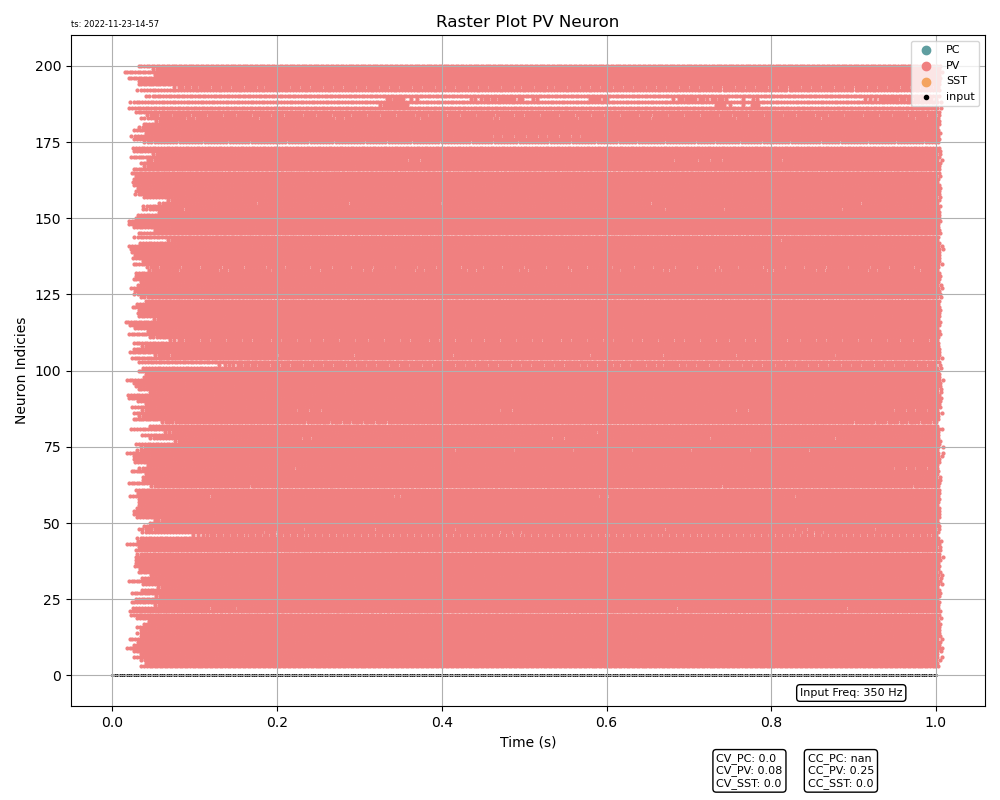 ts: 2022-11-23-14-57
Raster Plot PV Neuron
PC
PV
SST
input
200
175
150
125
100
75
50
25
0
Neuron Indicies
Input Freq: 350 Hz
0.0 0.2 0.4 0.6 0.8 1.0
Time (s)
CV_PC: 0.0
CV_PV: 0.08
CV_SST: 0.0
CC_PC: nan
CC_PV: 0.25
CC_SST: 0.0